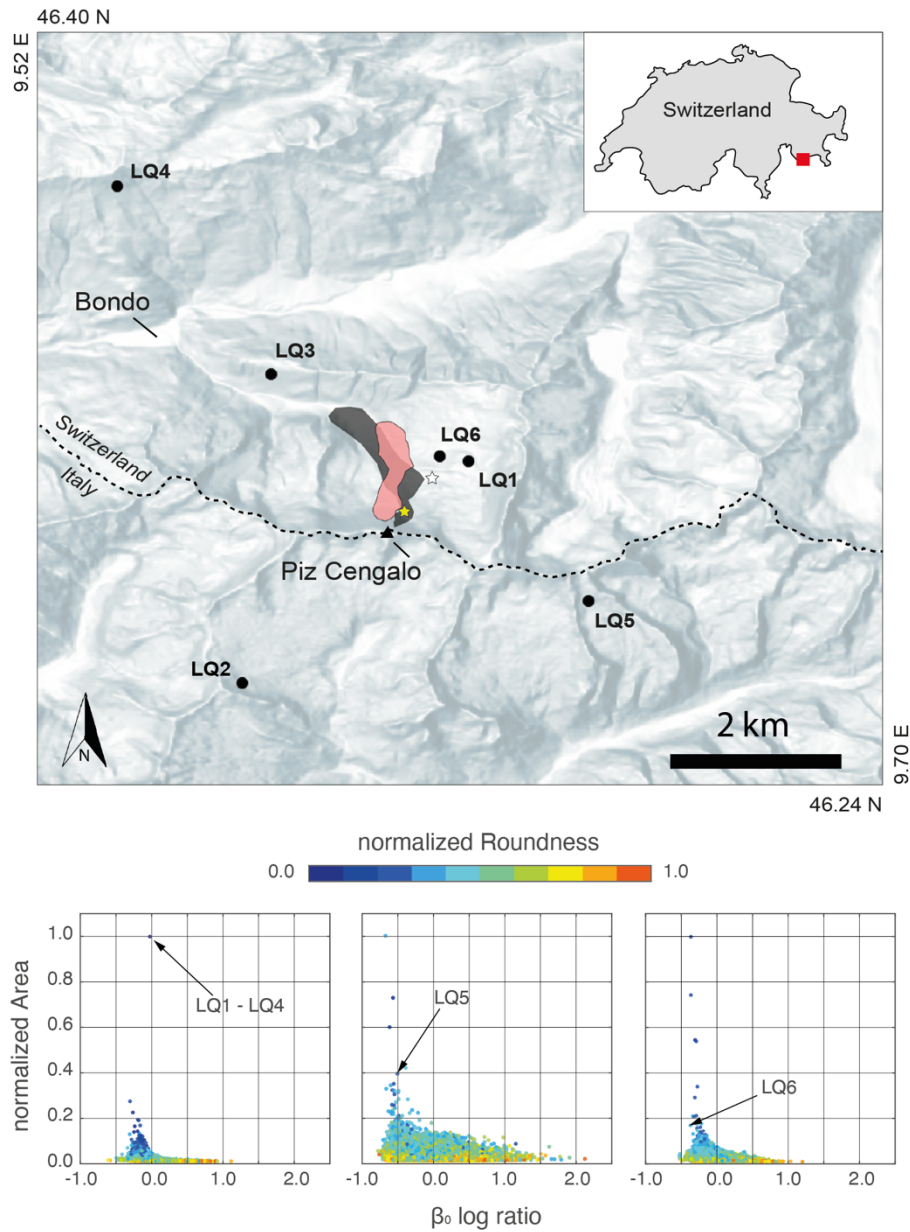 46.40 N
9.52 E
Switzerland
LQ4
Bondo
LQ3
LQ6
LQ1
Switzerland
Italy
Piz Cengalo
LQ5
LQ2
2 km
N
9.70 E
46.24 N
normalized Roundness
0.0 1.0
normalized Area
1.0
0.8
0.6
0.4
0.2
0.0
LQ1 - LQ4
LQ5
LQ6
-1.0 0.0 1.0 2.0 -1.0 0.0 1.0 2.0 -1.0 0.0 1.0 2.0
β₀ log ratio